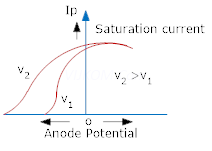 Ip
Saturation current
v2
v2 >v1
v1
o
Anode Potential